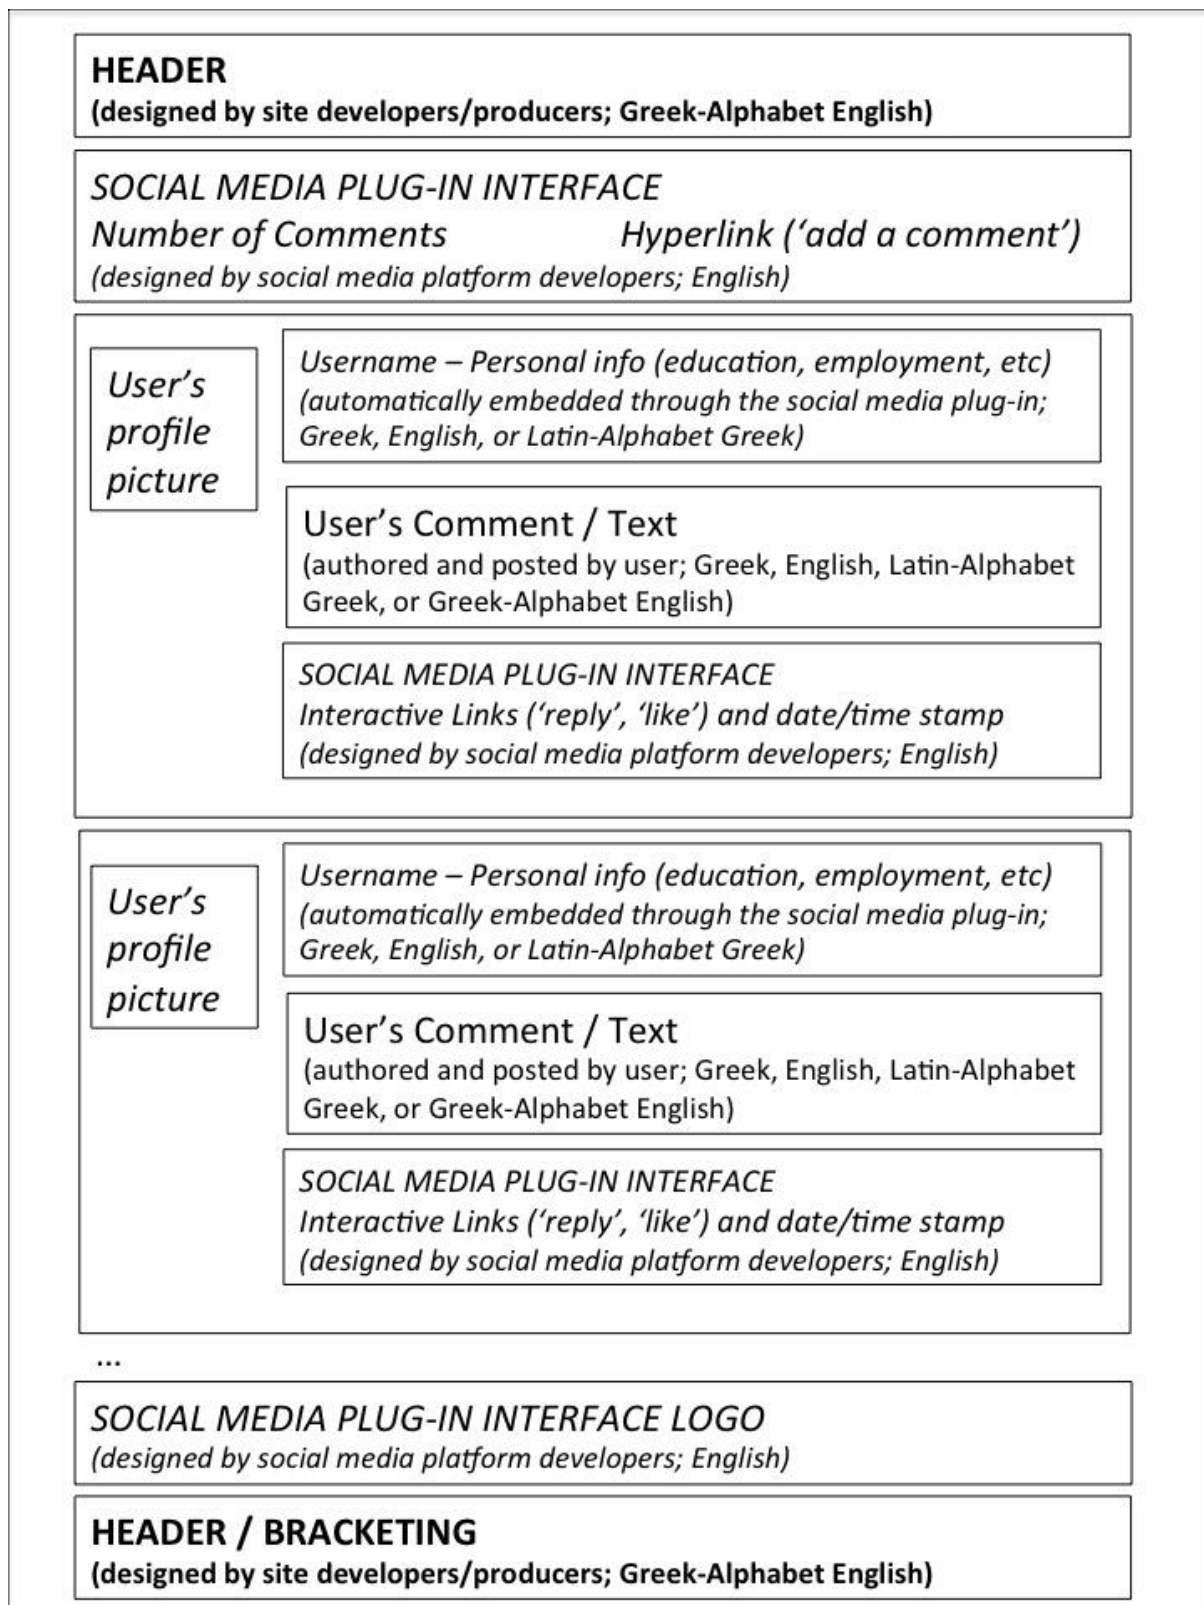 HEADER
(designed by site developers/producers; Greek-Alphabet English)
SOCIAL MEDIA PLUG-IN INTERFACE
Number of Comments Hyperlink (‘add a comment’)
(designed by social media platform developers; English)
User’s
profile
picture
Username – Personal info (education, employment, etc)
(automatically embedded through the social media plug-in;
Greek, English, or Latin-Alphabet Greek)
User’s Comment / Text
(authored and posted by user; Greek, English, Latin-Alphabet
Greek, or Greek-Alphabet English)
SOCIAL MEDIA PLUG-IN INTERFACE
Interactive Links (‘reply’, ‘like’) and date/time stamp
(designed by social media platform developers; English)
User’s
profile
picture
Username – Personal info (education, employment, etc)
(automatically embedded through the social media plug-in;
Greek, English, or Latin-Alphabet Greek)
User’s Comment / Text
(authored and posted by user; Greek, English, Latin-Alphabet
Greek, or Greek-Alphabet English)
SOCIAL MEDIA PLUG-IN INTERFACE
Interactive Links (‘reply’, ‘like’) and date/time stamp
(designed by social media platform developers; English)
...
SOCIAL MEDIA PLUG-IN INTERFACE LOGO
(designed by social media platform developers; English)
HEADER / BRACKETING
(designed by site developers/producers; Greek-Alphabet English)